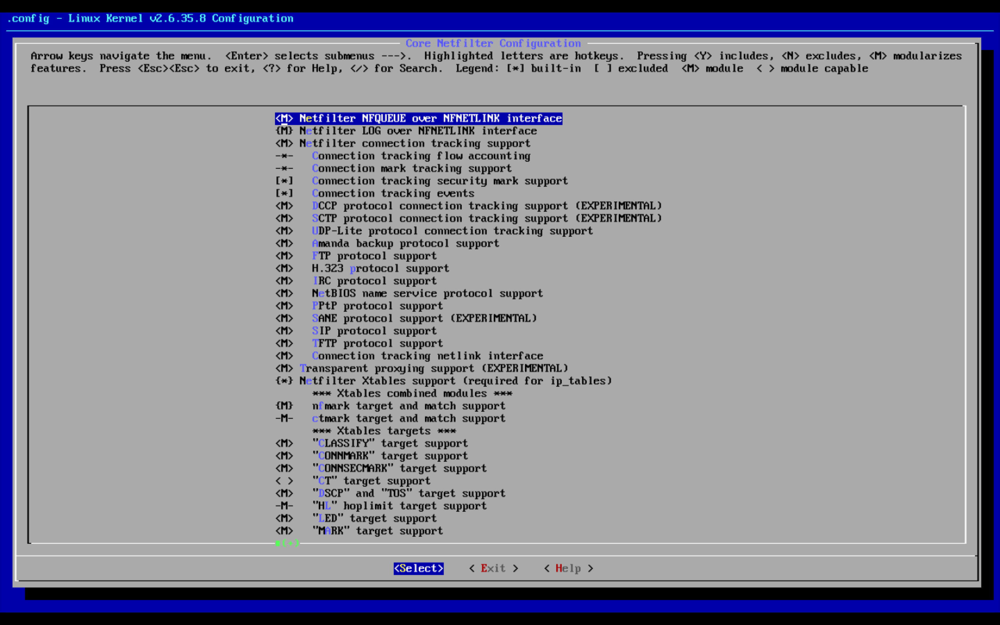 .config - Linux Kernel v2.6.35.8 Configuration
Core Netfilter Configuration
Arrow keys navigate the menu.  <Enter> selects submenus --->.  Highlighted letters are hotkeys.  Pressing <Y> includes, <N> excludes, <M> modularizes
features.  Press <Esc><Esc> to exit, <?> for Help, </> for Search.  Legend: [*] built-in  [ ] excluded  <M> module  < > module capable
<M> Netfilter NFQUEUE over NFNETLINK interface
{M} Netfilter LOG over NFNETLINK interface
<M> Netfilter connection tracking support
-*-   Connection tracking flow accounting
-*-   Connection mark tracking support
[*]   Connection tracking security mark support
[*]   Connection tracking events
<M>   DCCP protocol connection tracking support (EXPERIMENTAL)
<M>   SCTP protocol connection tracking support (EXPERIMENTAL)
<M>   UDP-Lite protocol connection tracking support
<M>   Amanda backup protocol support
<M>   FTP protocol support
<M>   H.323 protocol support
<M>   IRC protocol support
<M>   NetBIOS name service protocol support
<M>   PPtP protocol support
<M>   SANE protocol support (EXPERIMENTAL)
<M>   SIP protocol support
<M>   TFTP protocol support
<M>   Connection tracking netlink interface
<M> Transparent proxying support (EXPERIMENTAL)
{*} Netfilter Xtables support (required for ip_tables)
*** Xtables combined modules ***
{M}   nfmark target and match support
-M-   ctmark target and match support
*** Xtables targets ***
<M>   "CLASSIFY" target support
<M>   "CONNMARK" target support
<M>   "CONNSECMARK" target support
< >   "CT" target support
<M>   "DSCP" and "TOS" target support
-M-   "HL" hoplimit target support
<M>   "LED" target support
<M>   "MARK" target support
(+)
<Select>    < Exit >    < Help >